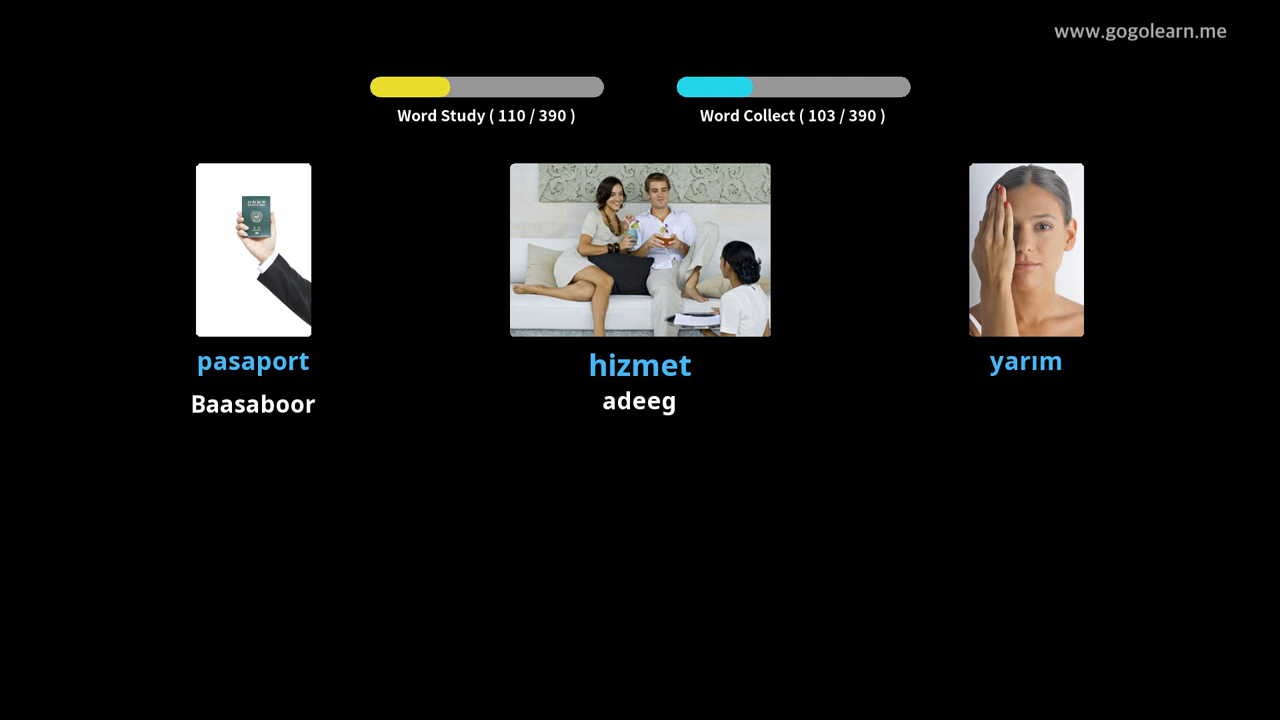 www.gogolearn.me
Word Study ( 110 / 390 )
Word Collect ( 103 / 390 )
pasaport
Baasaboor
hizmet
adeeg
yarım